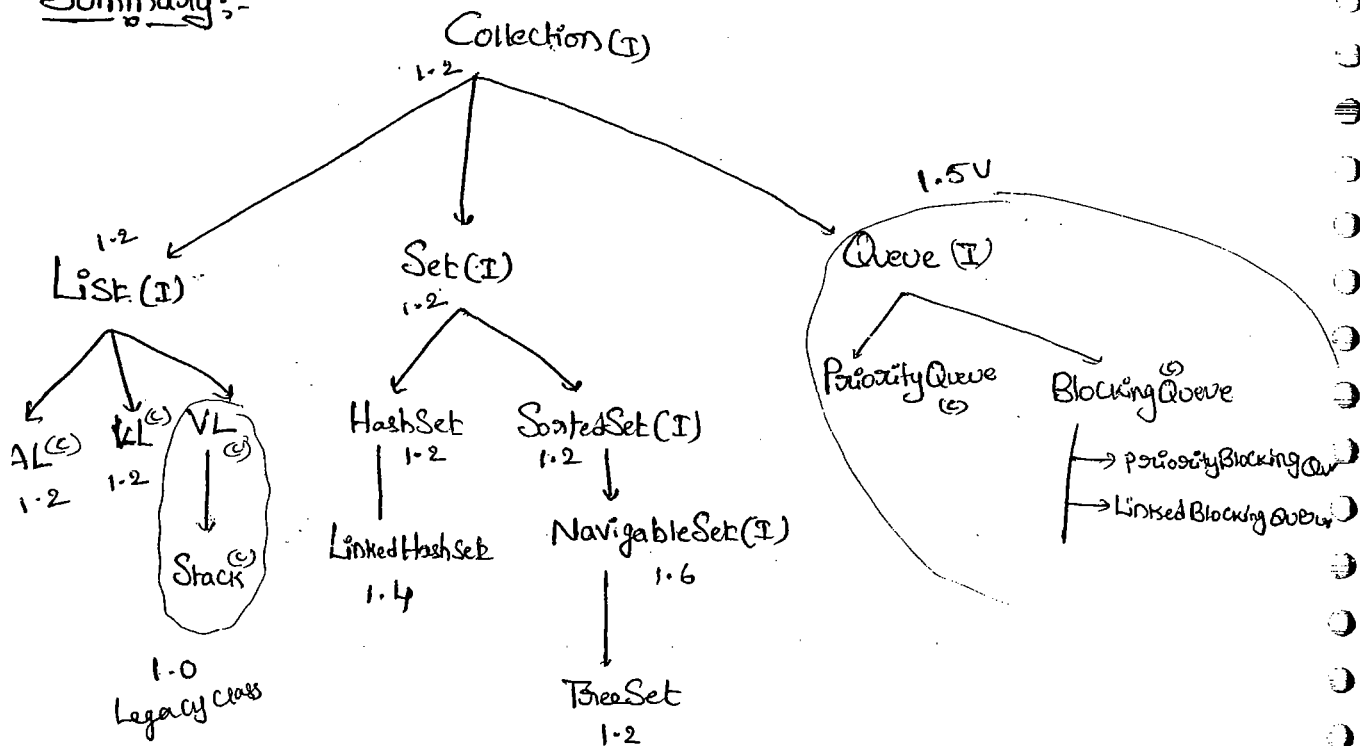 Summary:-
Collection (I)
1.2
1.2
List (I)
Set (I)
1.2
1.5V
Queue (I)
AL (C)
1.2
LL (C)
1.2
VL (C)
Stack (C)
1.0
Legacy class
HashSet
1.2
LinkedHashSet
1.4
SortedSet (I)
1.2
NavigableSet (I)
1.6
TreeSet
1.2
PriorityQueue
(C)
BlockingQueue (C)
PriorityBlockingQu
LinkedBlockingQueue